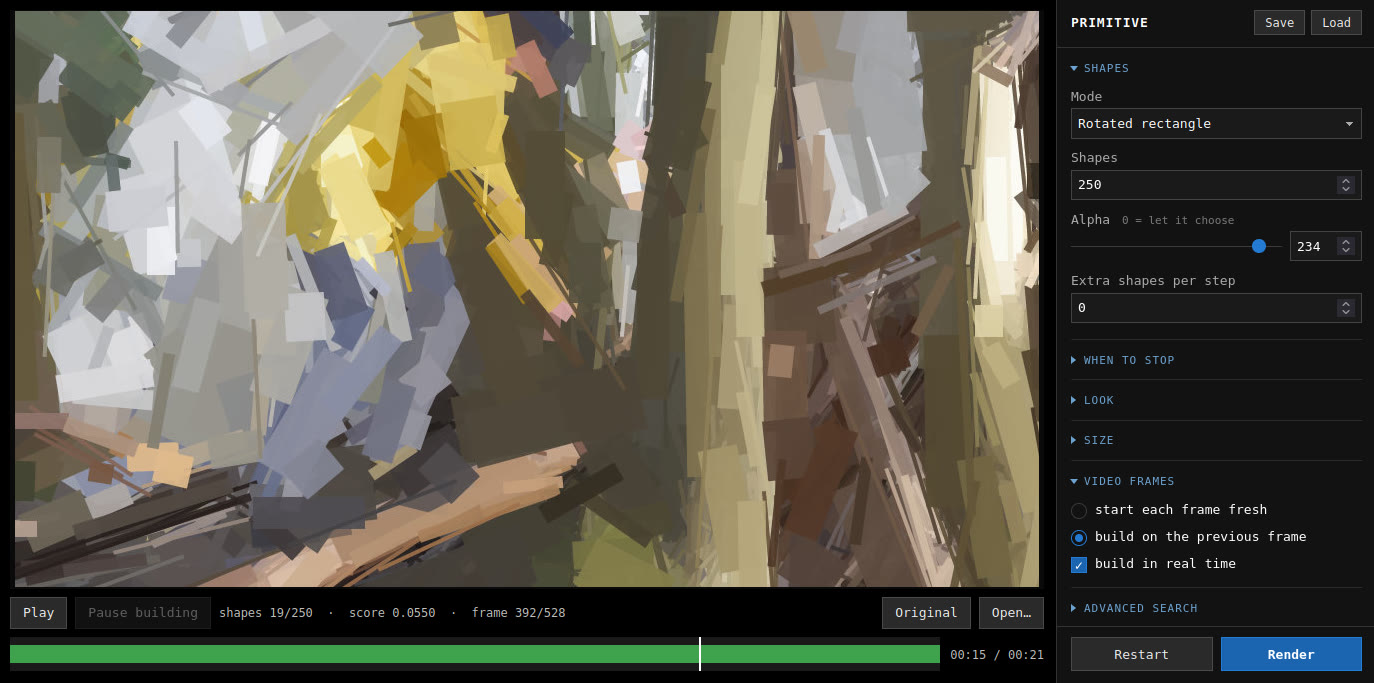 PRIMITIVE
Save
Load
SHAPES
Mode
Rotated rectangle
Shapes
250
Alpha 0 = let it choose
234
Extra shapes per step
0
WHEN TO STOP
LOOK
SIZE
VIDEO FRAMES
start each frame fresh
build on the previous frame
build in real time
ADVANCED SEARCH
Restart
Render
Play
Pause building
shapes 19/250 · score 0.0550 · frame 392/528
Original
Open…
00:15 / 00:21